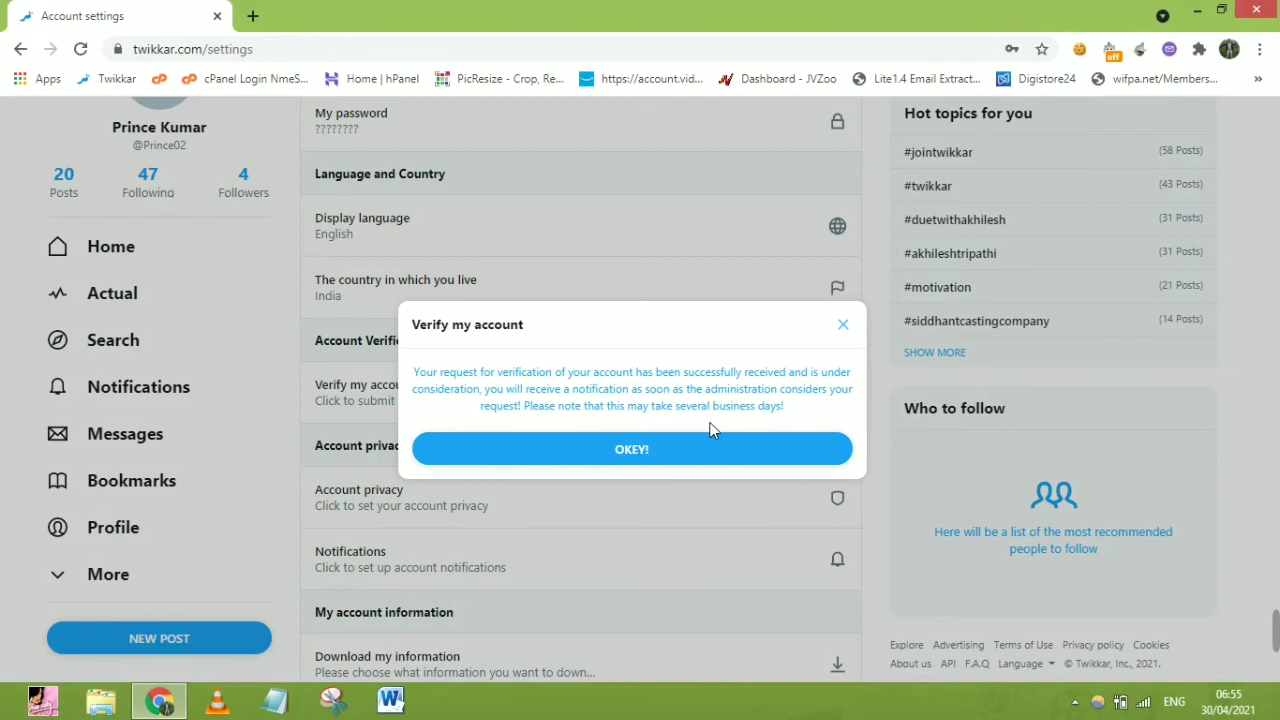 Account settings
twikkar.com/settings
off
Apps
Twikkar
cPanel Login NmeS...
Home | hPanel
PicResize - Crop, Re...
https://account.vid...
Dashboard - JVZoo
Lite1.4 Email Extract...
Digistore24
wifpa.net/Members...
»
Prince Kumar
@Prince02
20
47
4
Posts
Following
Followers
Home
Actual
Search
Notifications
Messages
Bookmarks
Profile
More
NEW POST
My password
????????
Language and Country
Display language
English
The country in which you live
India
Account Verific
Verify my accou
Click to submit
Account privac
Account privacy
Click to set your account privacy
Notifications
Click to set up account notifications
My account information
Download my information
Please choose what information you want to down...
Verify my account
Your request for verification of your account has been successfully received and is under
consideration, you will receive a notification as soon as the administration considers your
request! Please note that this may take several business days!
OKEY!
Hot topics for you
#jointwikkar (58 Posts)
#twikkar (43 Posts)
#duetwithakhilesh (31 Posts)
#akhileshtripathi (31 Posts)
#motivation (21 Posts)
#siddhantcastingcompany (14 Posts)
SHOW MORE
Who to follow
Here will be a list of the most recommended
people to follow
Explore Advertising Terms of Use Privacy policy Cookies
About us API F.A.Q Language © Twikkar, Inc., 2021.
ENG
06:55
30/04/2021